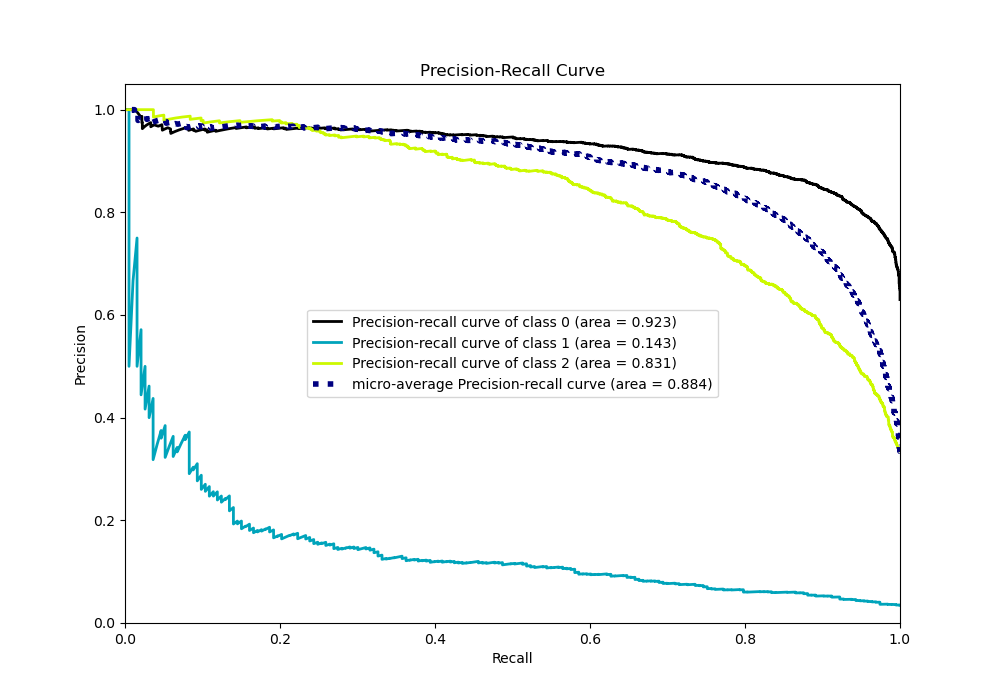 Precision-Recall Curve
1.0
0.8
0.6
0.4
0.2
0.0
Precision
Precision-recall curve of class 0 (area = 0.923)
Precision-recall curve of class 1 (area = 0.143)
Precision-recall curve of class 2 (area = 0.831)
micro-average Precision-recall curve (area = 0.884)
0.0 0.2 0.4 0.6 0.8 1.0
Recall